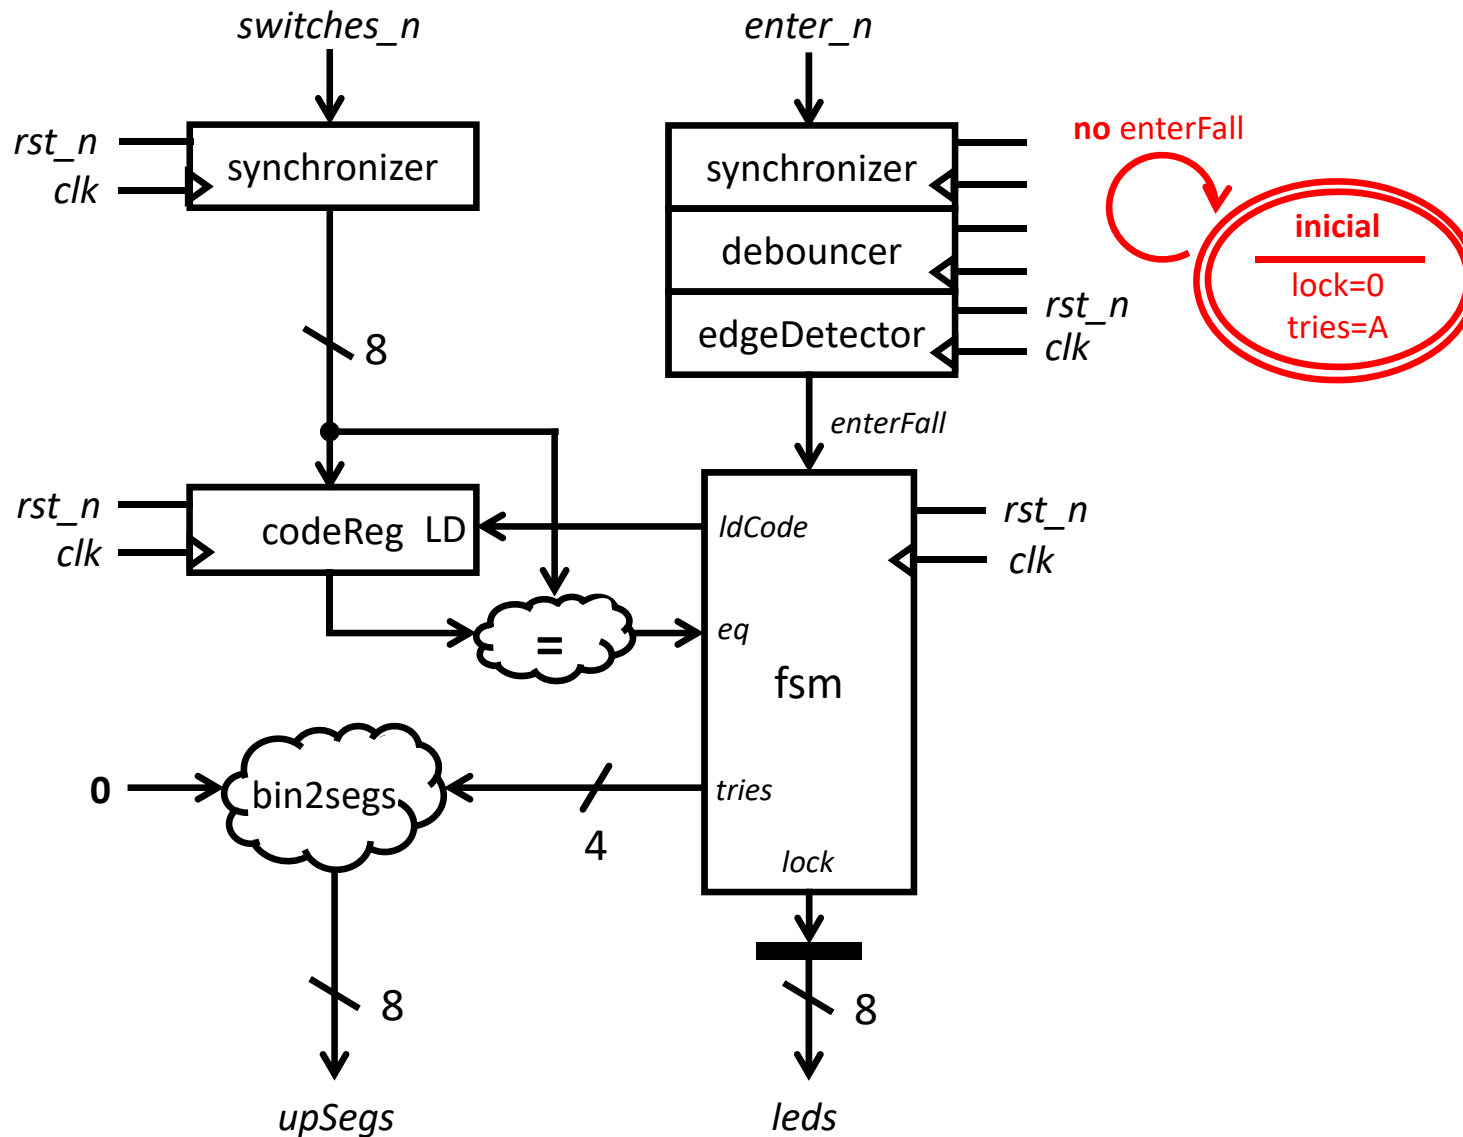 switches_n
enter_n
rst_n
clk
synchronizer
synchronizer
debouncer
edgeDetector
rst_n
clk
no enterFall
inicial
lock=0
tries=A
8
enterFall
rst_n
clk
codeReg LD
ldCode
rst_n
clk
=
eq
fsm
0
bin2segs
4
tries
lock
8
8
upSegs
leds